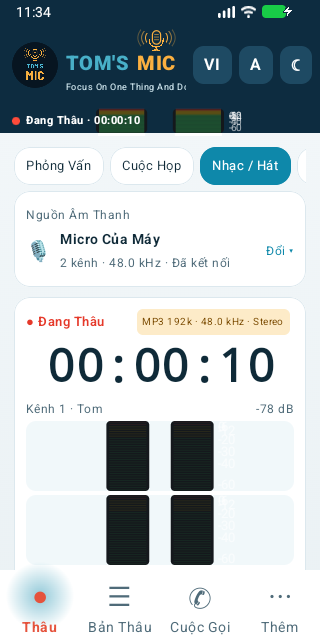 11:34
TOM'S MIC
TOM'S MIC
Focus On One Thing And Do
VI
A
Đang Thâu · 00:00:10
Phỏng Vấn
Cuộc Họp
Nhạc / Hát
Nguồn Âm Thanh
Micro Của Máy
2 kênh · 48.0 kHz · Đã kết nối
Đổi
Đang Thâu
MP3 192k · 48.0 kHz · Stereo
00:00:10
Kênh 1 · Tom
-78 dB
Thâu
Bản Thâu
Cuộc Gọi
Thêm